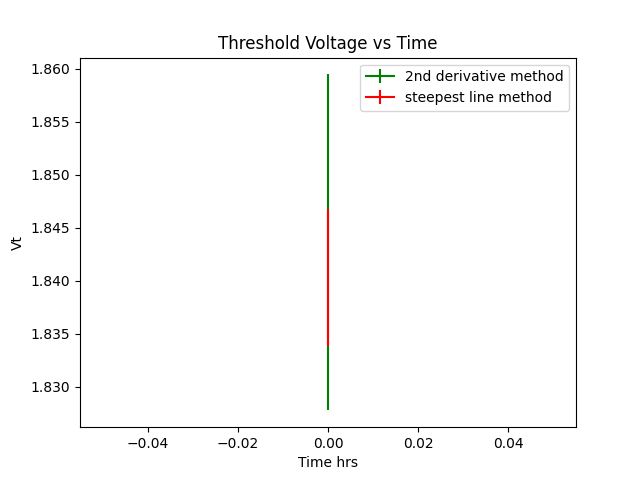 Threshold Voltage vs Time
2nd derivative method
steepest line method
1.860
1.855
1.850
1.845
1.840
1.835
1.830
Vt
−0.04
−0.02
0.00
0.02
0.04
Time hrs